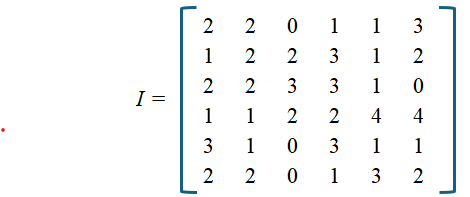 2 2 0 1 1 3
1 2 2 3 1 2
I = 2 2 3 3 1 0
1 1 2 2 4 4
3 1 0 3 1 1
2 2 0 1 3 2